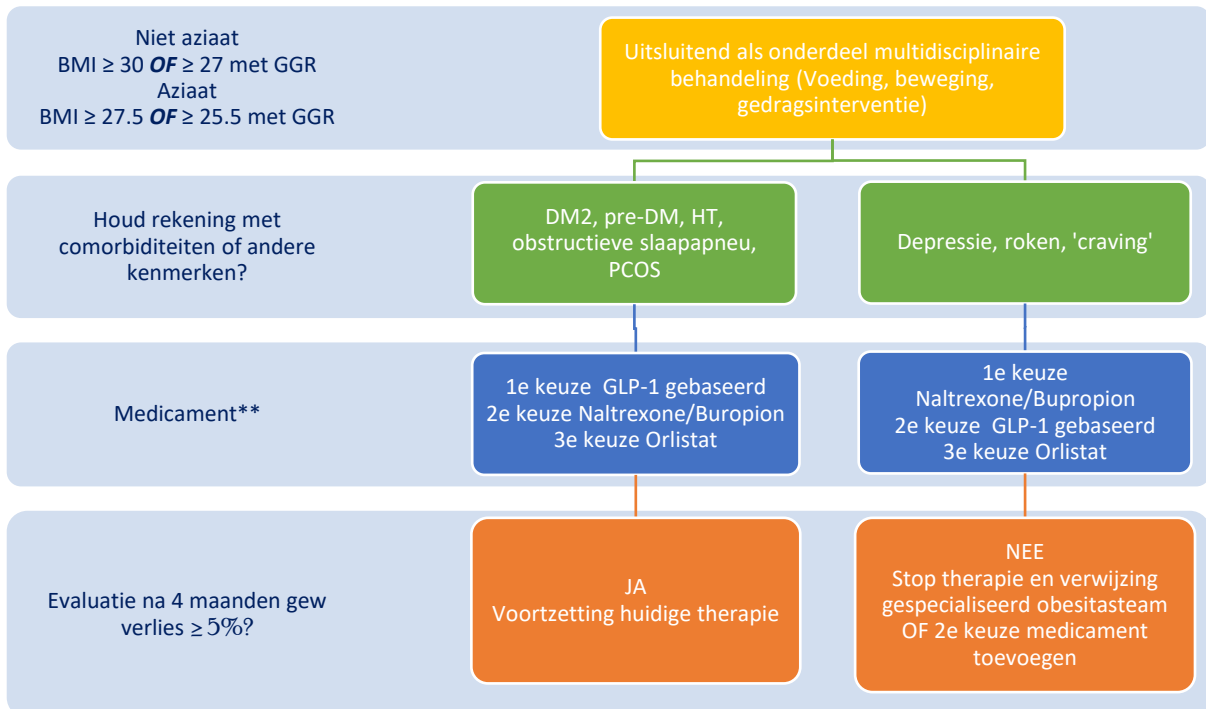 Niet aziaat
BMI ≥ 30 OF ≥ 27 met GGR
Aziaat
BMI ≥ 27.5 OF ≥ 25.5 met GGR
Uitsluitend als onderdeel multidisciplinaire
behandeling (Voeding, beweging,
gedragsinterventie)
Houd rekening met
comorbiditeiten of andere
kenmerken?
DM2, pre-DM, HT,
obstructieve slaapapneu,
PCOS
Depressie, roken, 'craving'
Medicament**
1e keuze GLP-1 gebaseerd
2e keuze Naltrexone/Buropion
3e keuze Orlistat
1e keuze
Naltrexone/Bupropion
2e keuze GLP-1 gebaseerd
3e keuze Orlistat
Evaluatie na 4 maanden gew
verlies ≥ 5%?
JA
Voortzetting huidige therapie
NEE
Stop therapie en verwijzing
gespecialiseerd obesitasteam
OF 2e keuze medicament
toevoegen